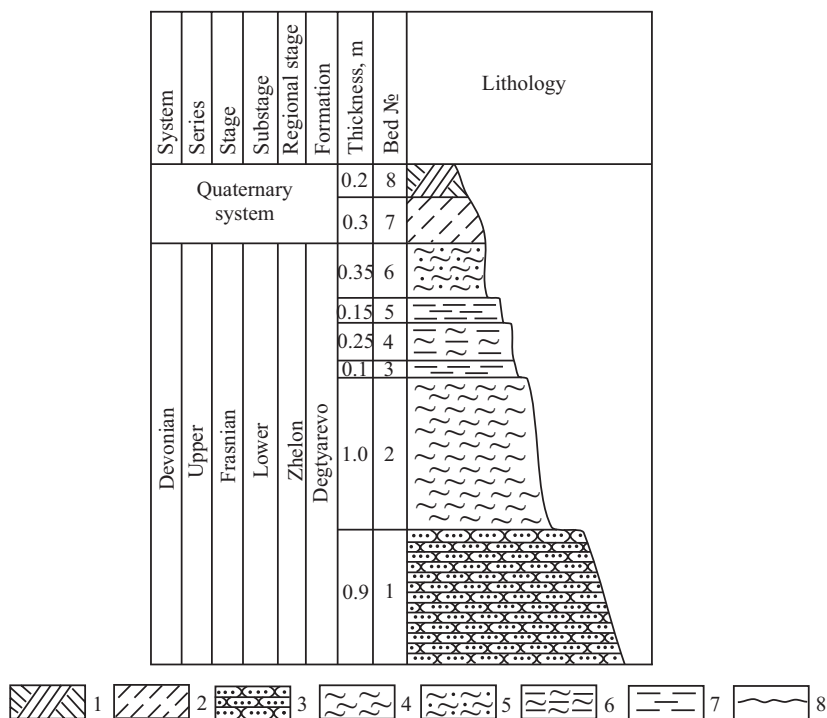 System
Series
Stage
Substage
Regional stage
Formation
Thickness, m
Bed №
Lithology
Quaternary
system
0.2 8
0.3 7
0.35 6
0.15 5
0.25 4
0.1 3
1.0 2
0.9 1
Devonian
Upper
Frasnian
Lower
Zhelon
Degtyarevo
1 2 3 4 5 6 7 8